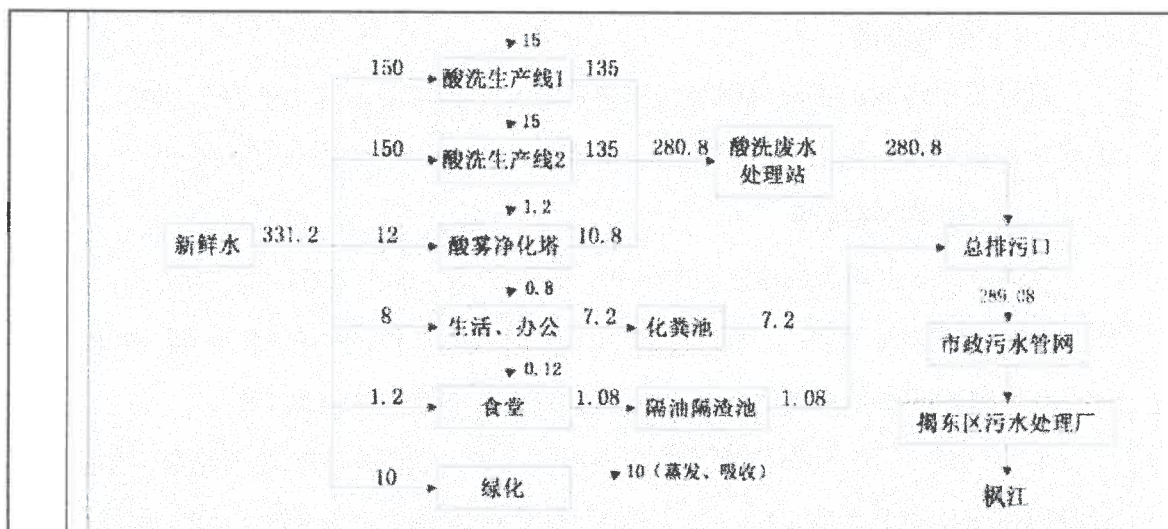 15
150 酸洗生产线1 135
15
150 酸洗生产线2 135 280.8 酸洗废水 280.8
处理站
1.2
新鲜水 331.2 12 酸雾净化塔 10.8 总排污口
0.8 289.08
8 生活、办公 7.2 化粪池 7.2 市政污水管网
0.12
1.2 食堂 1.08 隔油隔渣池 1.08 揭东区污水处理厂
10 绿化 10（蒸发、吸收） 枫江